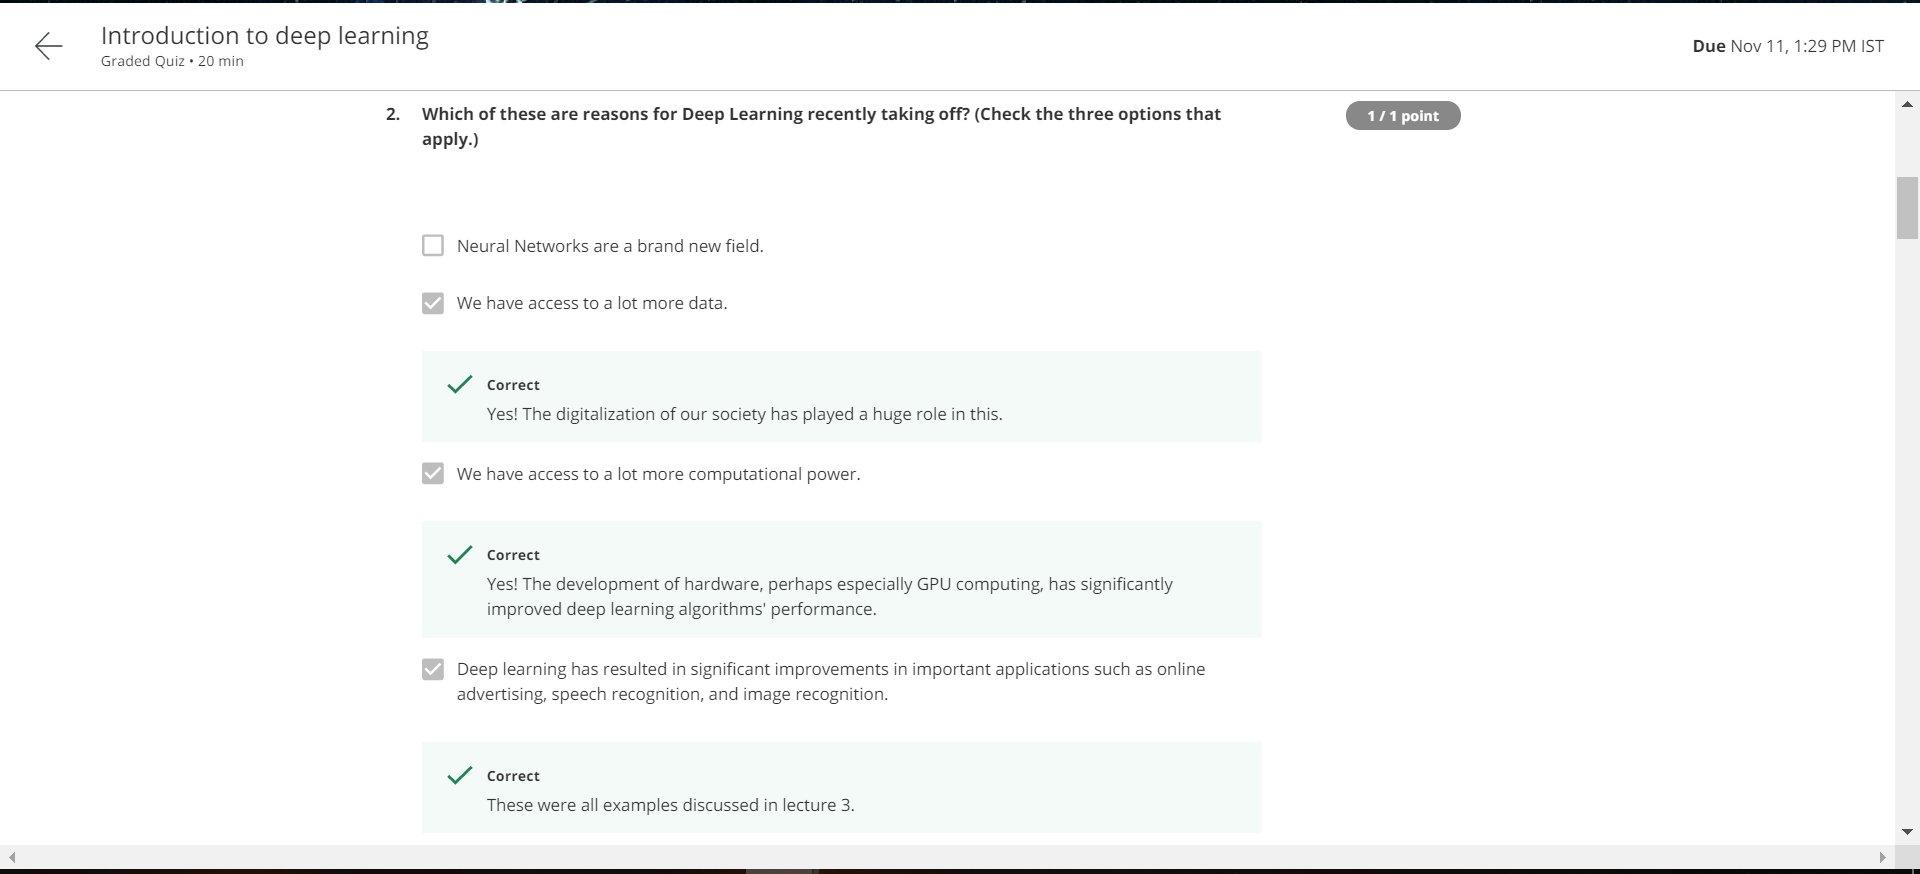 Introduction to deep learning
Graded Quiz • 20 min
Due Nov 11, 1:29 PM IST
2. Which of these are reasons for Deep Learning recently taking off? (Check the three options that
apply.)
1 / 1 point
Neural Networks are a brand new field.
We have access to a lot more data.
Correct
Yes! The digitalization of our society has played a huge role in this.
We have access to a lot more computational power.
Correct
Yes! The development of hardware, perhaps especially GPU computing, has significantly
improved deep learning algorithms' performance.
Deep learning has resulted in significant improvements in important applications such as online
advertising, speech recognition, and image recognition.
Correct
These were all examples discussed in lecture 3.